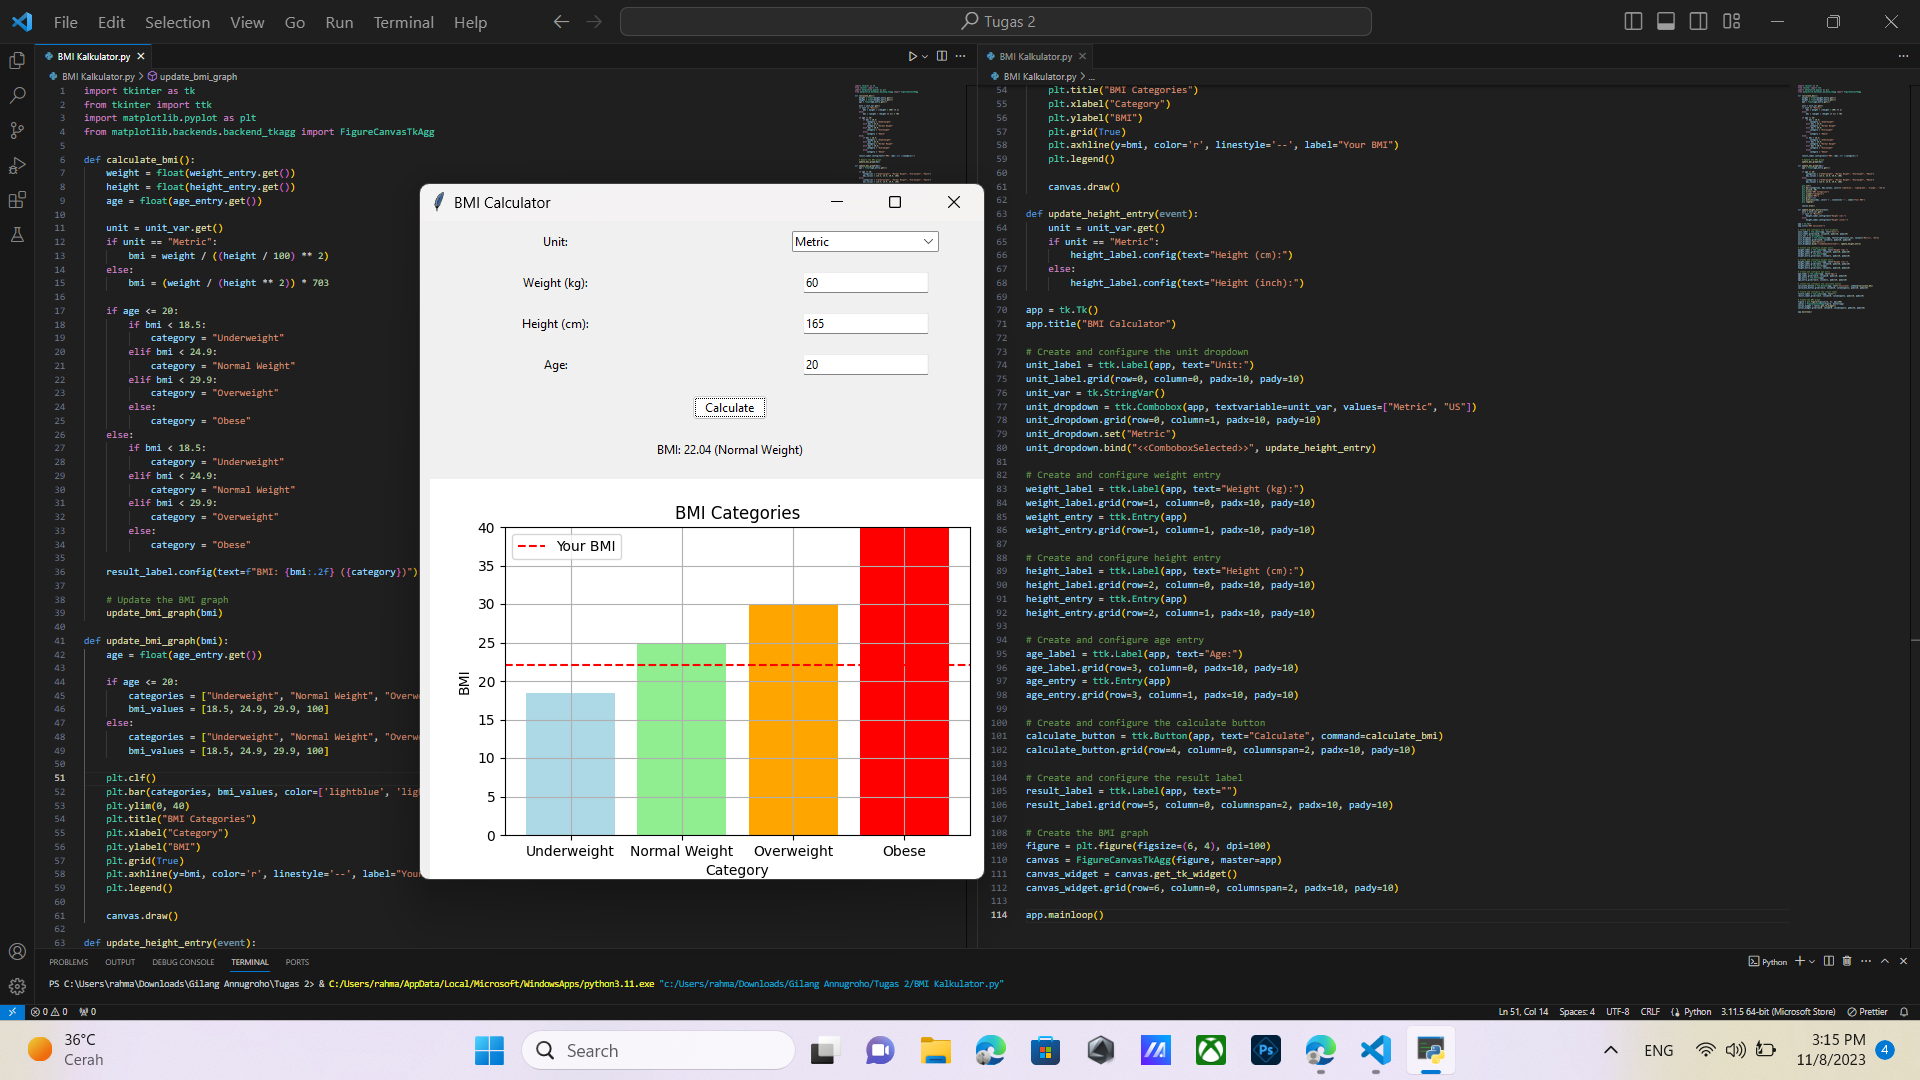 File Edit Selection View Go Run Terminal Help
Tugas 2
BMI Kalkulator.py
BMI Kalkulator.py > update_bmi_graph
1 import tkinter as tk
2 from tkinter import ttk
3 import matplotlib.pyplot as plt
4 from matplotlib.backends.backend_tkagg import FigureCanvasTkAgg
5
6 def calculate_bmi():
7 weight = float(weight_entry.get())
8 height = float(height_entry.get())
9 age = float(age_entry.get())
10
11 unit = unit_var.get()
12 if unit == "Metric":
13 bmi = weight / ((height / 100) ** 2)
14 else:
15 bmi = (weight / (height ** 2)) * 703
16
17 if age <= 20:
18 if bmi < 18.5:
19 category = "Underweight"
20 elif bmi < 24.9:
21 category = "Normal Weight"
22 elif bmi < 29.9:
23 category = "Overweight"
24 else:
25 category = "Obese"
26 else:
27 if bmi < 18.5:
28 category = "Underweight"
29 elif bmi < 24.9:
30 category = "Normal Weight"
31 elif bmi < 29.9:
32 category = "Overweight"
33 else:
34 category = "Obese"
35
36 result_label.config(text=f"BMI: {bmi:.2f} ({category})")
37
38 # Update the BMI graph
39 update_bmi_graph(bmi)
40
41 def update_bmi_graph(bmi):
42 age = float(age_entry.get())
43
44 if age <= 20:
45 categories = ["Underweight", "Normal Weight", "Overw
46 bmi_values = [18.5, 24.9, 29.9, 100]
47 else:
48 categories = ["Underweight", "Normal Weight", "Overw
49 bmi_values = [18.5, 24.9, 29.9, 100]
50
51 plt.clf()
52 plt.bar(categories, bmi_values, color=['lightblue', 'lig
53 plt.ylim(0, 40)
54 plt.title("BMI Categories")
55 plt.xlabel("Category")
56 plt.ylabel("BMI")
57 plt.grid(True)
58 plt.axhline(y=bmi, color='r', linestyle='--', label="You
59 plt.legend()
60
61 canvas.draw()
62
63 def update_height_entry(event):
BMI Calculator
Unit: Metric
Weight (kg): 60
Height (cm): 165
Age: 20
Calculate
BMI: 22.04 (Normal Weight)
BMI Categories
Your BMI
40
35
30
25
20
15
10
5
0
BMI
Underweight Normal Weight Overweight Obese
Category
BMI Kalkulator.py
BMI Kalkulator.py > ...
54 plt.title("BMI Categories")
55 plt.xlabel("Category")
56 plt.ylabel("BMI")
57 plt.grid(True)
58 plt.axhline(y=bmi, color='r', linestyle='--', label="Your BMI")
59 plt.legend()
60
61 canvas.draw()
62
63 def update_height_entry(event):
64 unit = unit_var.get()
65 if unit == "Metric":
66 height_label.config(text="Height (cm):")
67 else:
68 height_label.config(text="Height (inch):")
69
70 app = tk.Tk()
71 app.title("BMI Calculator")
72
73 # Create and configure the unit dropdown
74 unit_label = ttk.Label(app, text="Unit:")
75 unit_label.grid(row=0, column=0, padx=10, pady=10)
76 unit_var = tk.StringVar()
77 unit_dropdown = ttk.Combobox(app, textvariable=unit_var, values=["Metric", "US"])
78 unit_dropdown.grid(row=0, column=1, padx=10, pady=10)
79 unit_dropdown.set("Metric")
80 unit_dropdown.bind("<<ComboboxSelected>>", update_height_entry)
81
82 # Create and configure weight entry
83 weight_label = ttk.Label(app, text="Weight (kg):")
84 weight_label.grid(row=1, column=0, padx=10, pady=10)
85 weight_entry = ttk.Entry(app)
86 weight_entry.grid(row=1, column=1, padx=10, pady=10)
87
88 # Create and configure height entry
89 height_label = ttk.Label(app, text="Height (cm):")
90 height_label.grid(row=2, column=0, padx=10, pady=10)
91 height_entry = ttk.Entry(app)
92 height_entry.grid(row=2, column=1, padx=10, pady=10)
93
94 # Create and configure age entry
95 age_label = ttk.Label(app, text="Age:")
96 age_label.grid(row=3, column=0, padx=10, pady=10)
97 age_entry = ttk.Entry(app)
98 age_entry.grid(row=3, column=1, padx=10, pady=10)
99
100 # Create and configure the calculate button
101 calculate_button = ttk.Button(app, text="Calculate", command=calculate_bmi)
102 calculate_button.grid(row=4, column=0, columnspan=2, padx=10, pady=10)
103
104 # Create and configure the result label
105 result_label = ttk.Label(app, text="")
106 result_label.grid(row=5, column=0, columnspan=2, padx=10, pady=10)
107
108 # Create the BMI graph
109 figure = plt.figure(figsize=(6, 4), dpi=100)
110 canvas = FigureCanvasTkAgg(figure, master=app)
111 canvas_widget = canvas.get_tk_widget()
112 canvas_widget.grid(row=6, column=0, columnspan=2, padx=10, pady=10)
113
114 app.mainloop()
PROBLEMS OUTPUT DEBUG CONSOLE TERMINAL PORTS
Python
PS C:\Users\rahma\Downloads\Gilang Annugroho\Tugas 2> & C:/Users/rahma/AppData/Local/Microsoft/WindowsApps/python3.11.exe "c:/Users/rahma/Downloads/Gilang Annugroho/Tugas 2/BMI Kalkulator.py"
0 0 0 Ln 51, Col 14 Spaces: 4 UTF-8 CRLF Python 3.11.5 64-bit (Microsoft Store) Prettier
36°C
Cerah
Search
Ps
ENG
3:15 PM
11/8/2023
4